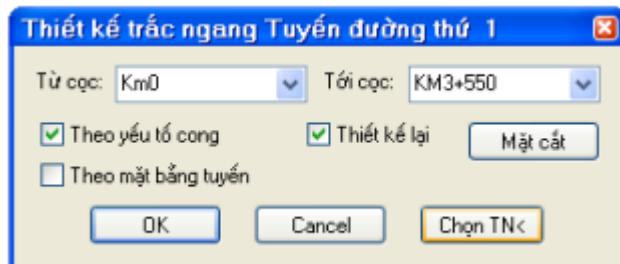 Thiết kế trắc ngang Tuyến đường thứ 1
Từ cọc: Km0 Tới cọc: KM3+550
Theo yếu tố cong Thiết kế lại Mặt cắt
Theo mặt bằng tuyến
OK Cancel Chọn TN<